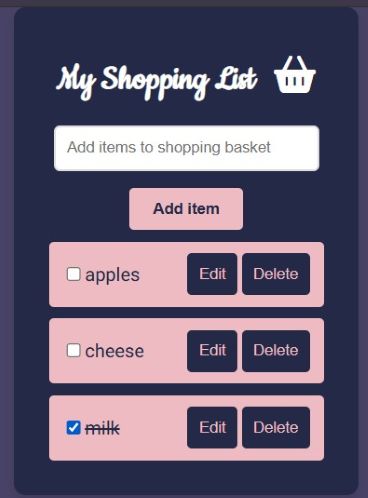 My Shopping List
Add items to shopping basket
Add item
apples Edit Delete
cheese Edit Delete
milk Edit Delete